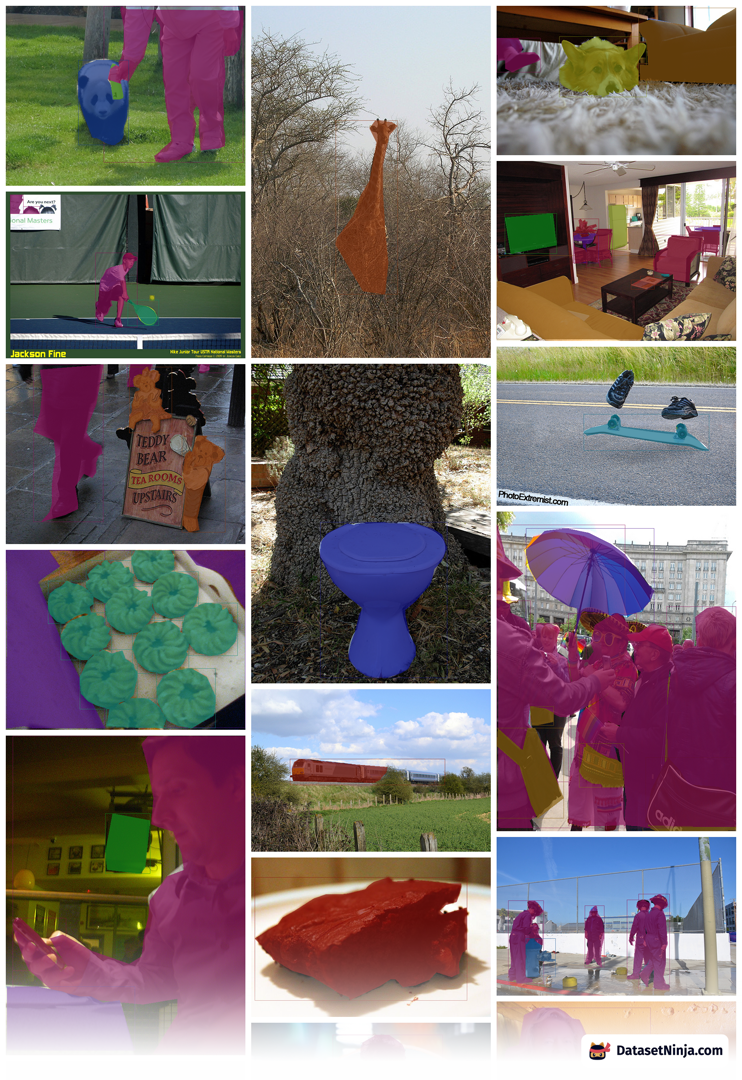 Are you next?
onal Masters
Jackson Fine
Nike Junior Tour USTA National Masters
TEDDY
BEAR
TEA ROOMS
UPSTAIRS
PhotoExtremist.com
adidas
DatasetNinja.com